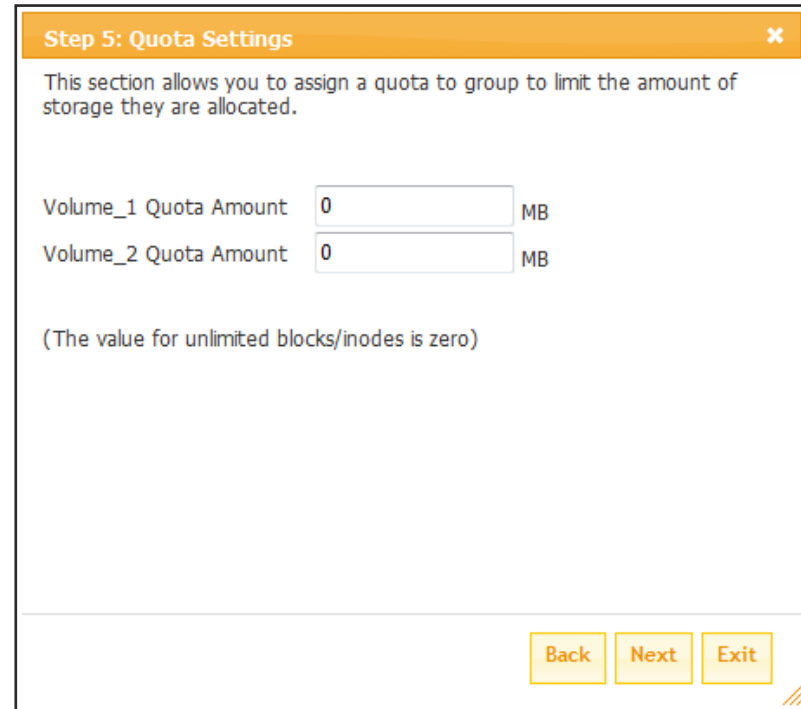 Step 5: Quota Settings
This section allows you to assign a quota to group to limit the amount of
storage they are allocated.
Volume_1 Quota Amount 0 MB
Volume_2 Quota Amount 0 MB
(The value for unlimited blocks/inodes is zero)
Back Next Exit